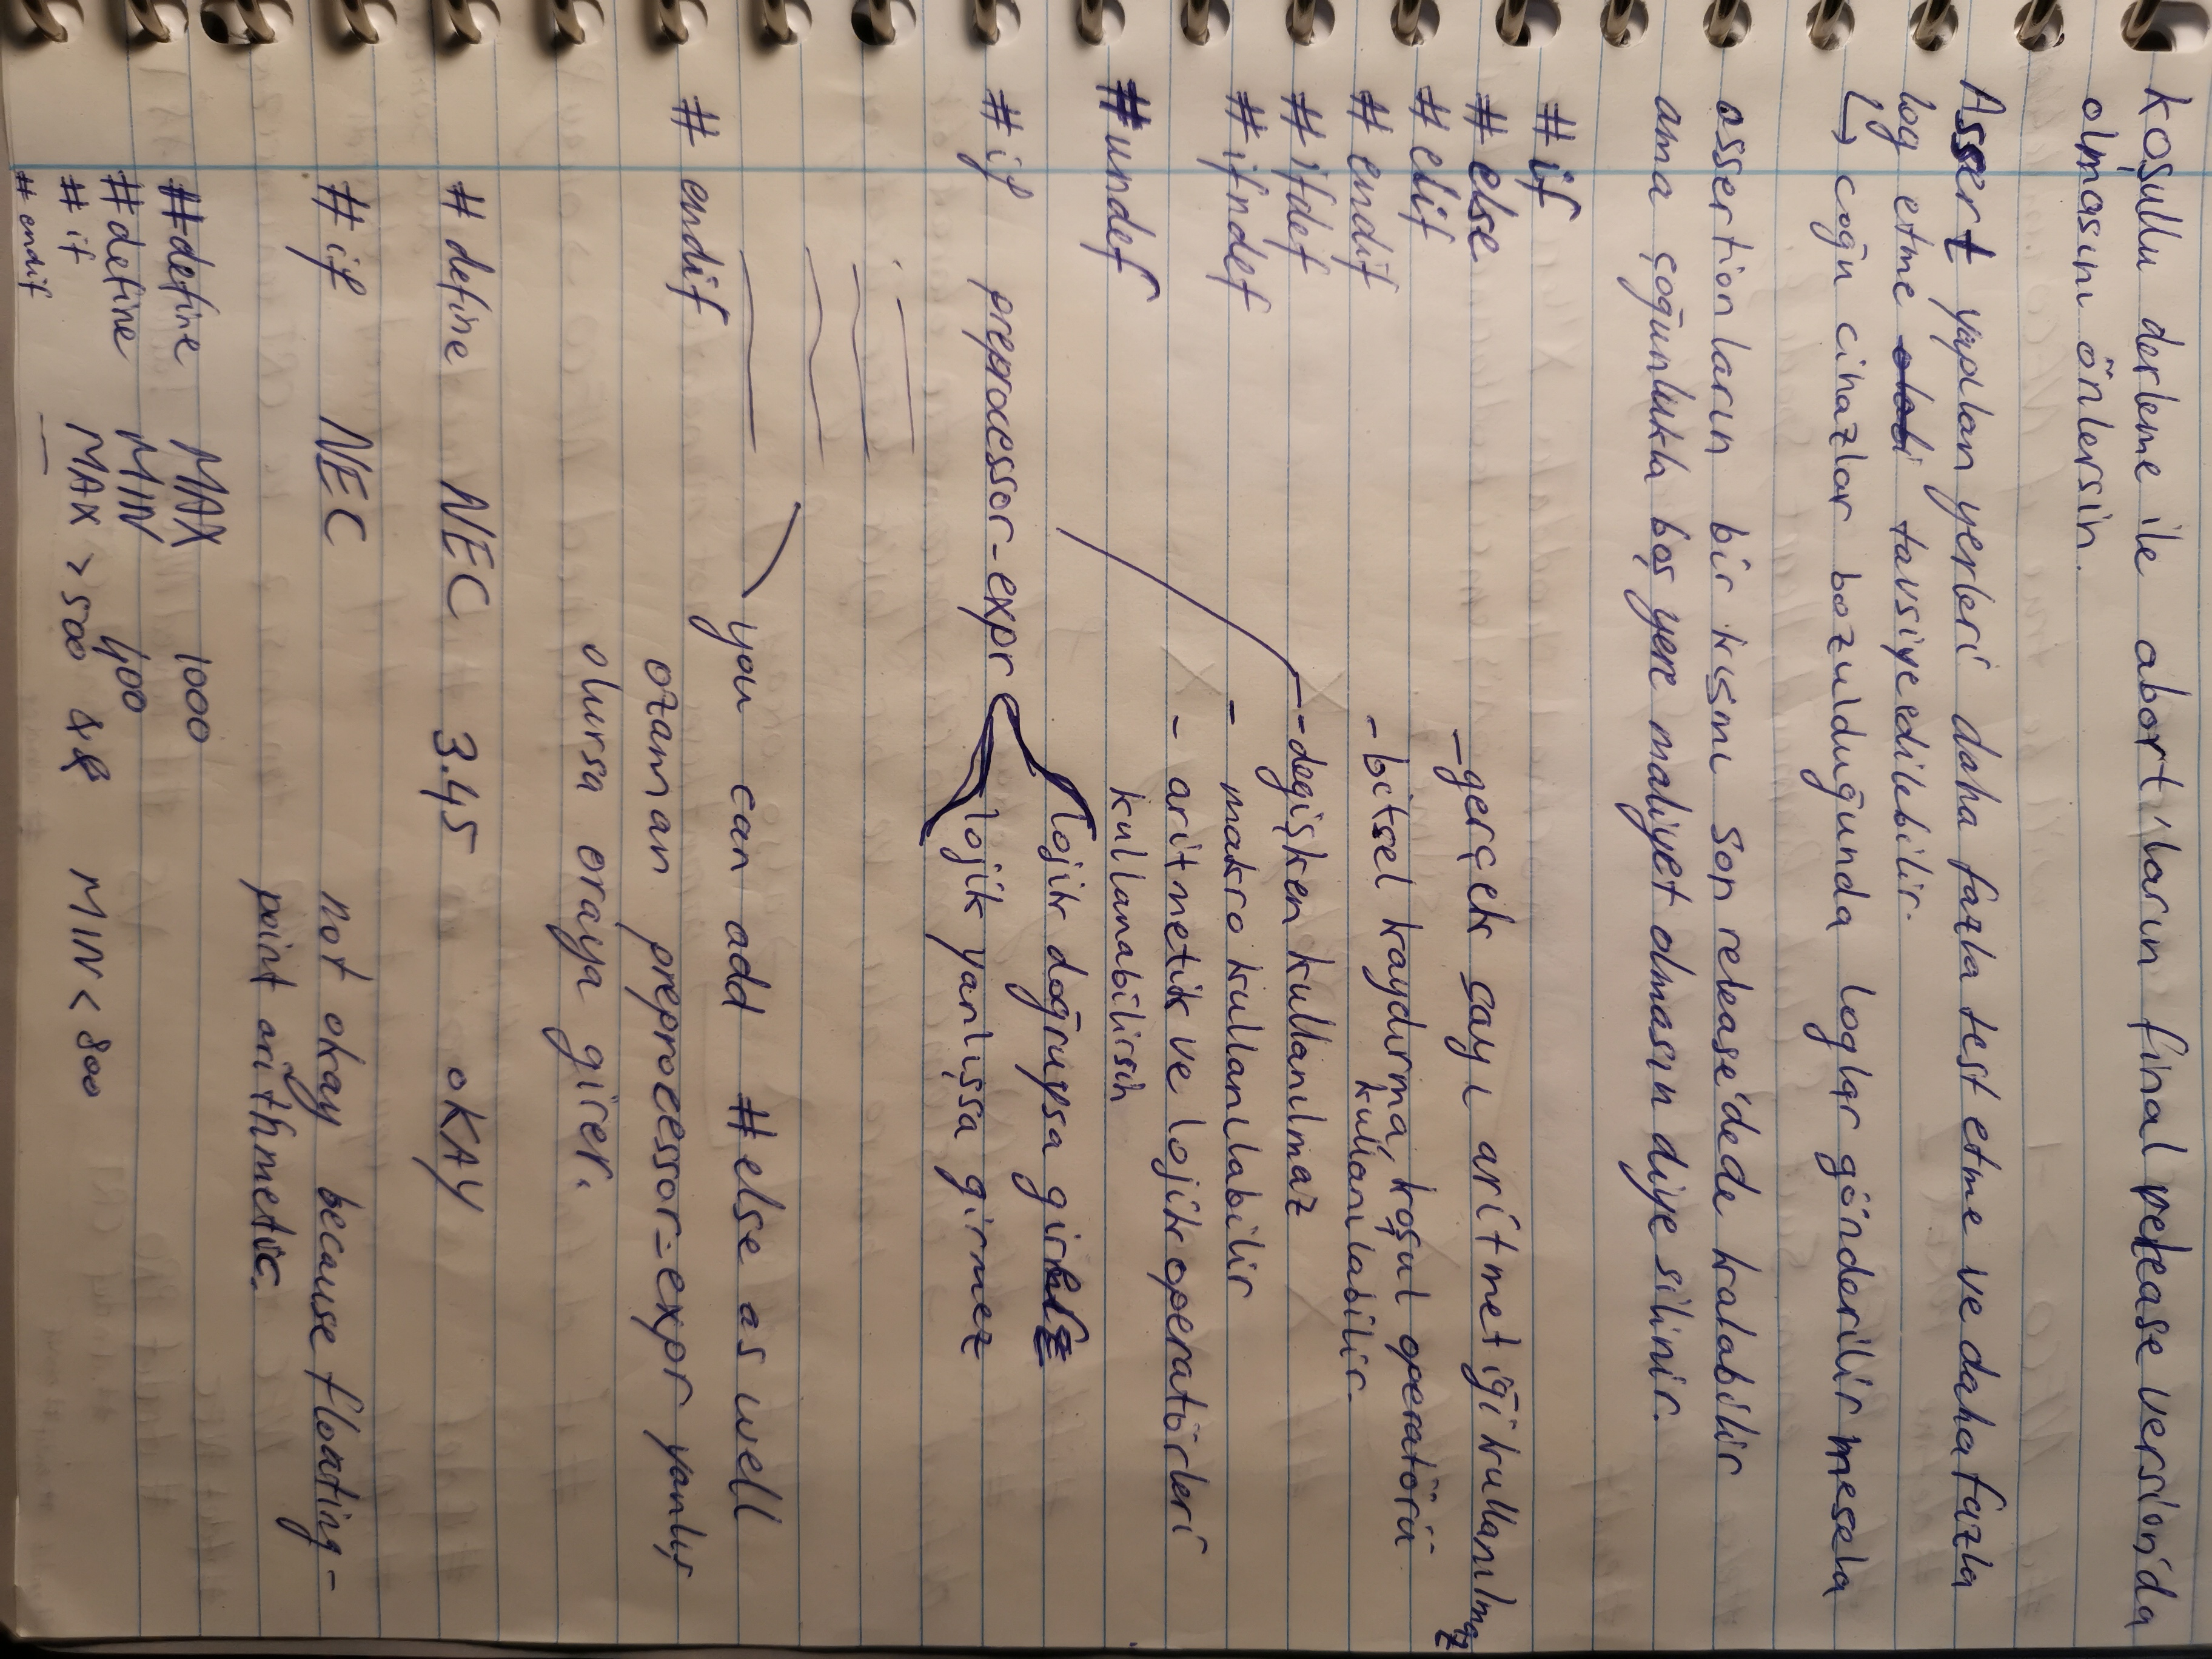 koşullu derleme ile abort'ların final release version'da
olmasını önlersin.
Assert yapılan yerleri daha fazla test etme ve daha fazla
log etme olabi tavsiye edilebilir.
↳ coğu cihazlar bozulduğunda loglar gönderilir mesela
assertionların bir kısmı son release'dede kalabilir
ama çoğunlukla boş yere maliyet olmasın diye silinir.
#if
#else
#elif
#endif
#ifdef
#ifndef
#undef
- gerçek sayı aritmetiği kullanılmaz
- bitsel kaydırma, koşul operatörü
kullanılabilir.
- değişken kullanılmaz
- makro kullanılabilir
- aritmetik ve lojik operatörleri
kullanabilirsin
lojik doğruysa girer
#if preprocessor-expr
lojik yanlışsa girmez
you can add #else as well
#endif
ozaman preprocessor-expr yanlış
olursa oraya girer.
#define NEC 3.45 oKAY
#if NEC not okay because floating-
point arithmetic.
#define MAX 1000
#define MIN 400
#if MAX > 500 && MIN < 800
#endif